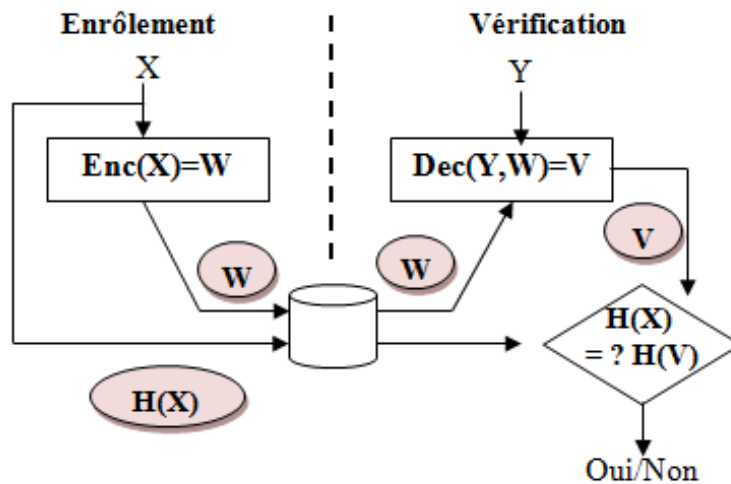 Enrôlement
Vérification
X
Y
Enc(X)=W
Dec(Y,W)=V
V
W
W
H(X)
= ? H(V)
H(X)
Oui/Non